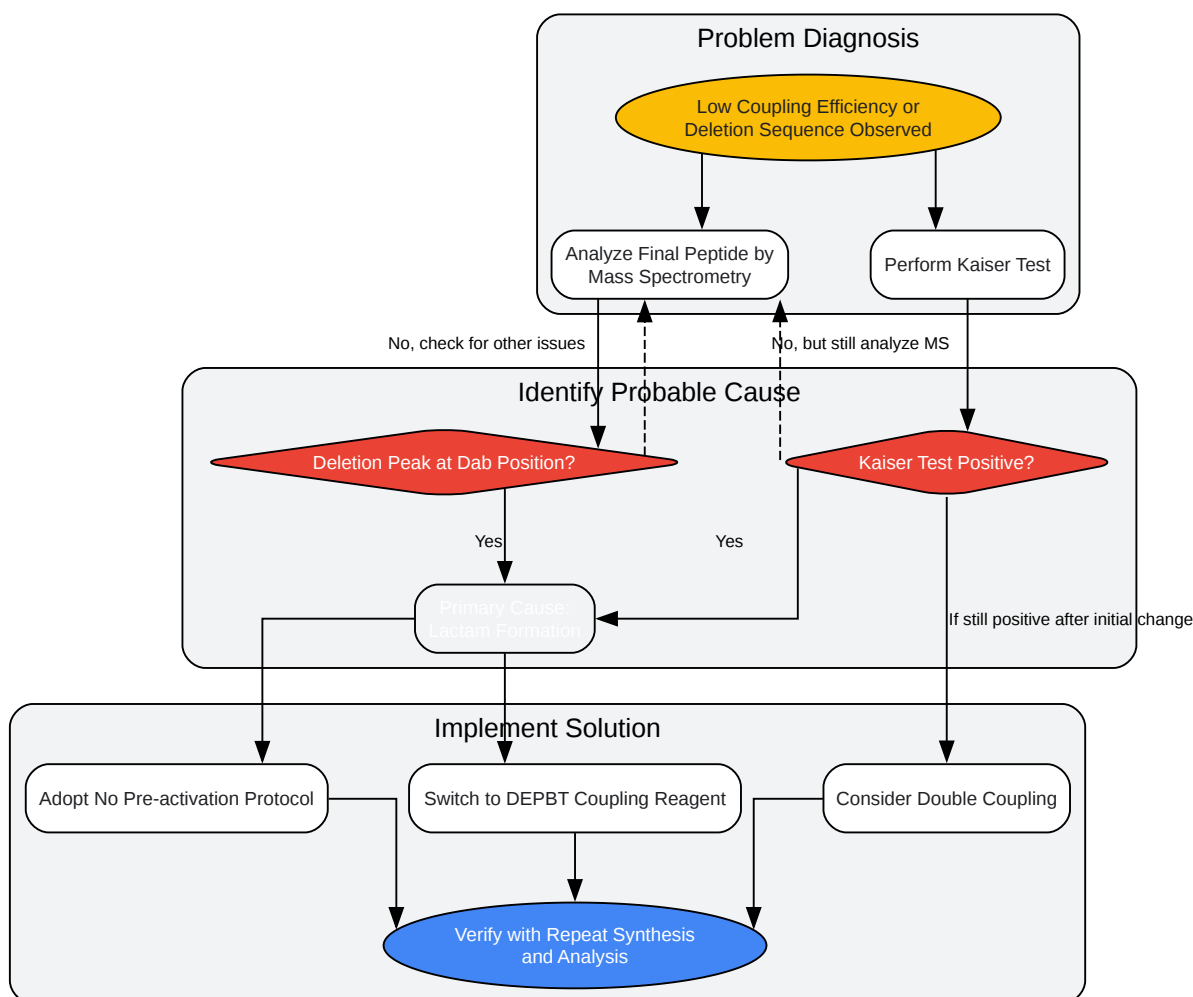 Problem Diagnosis
Low Coupling Efficiency or
Deletion Sequence Observed
Analyze Final Peptide by
Mass Spectrometry
Perform Kaiser Test
No, check for other issues
No, but still analyze MS
Identify Probable Cause
Deletion Peak at Dab Position?
Kaiser Test Positive?
Yes
Yes
Primary Cause:
Lactam Formation
If still positive after initial change
Implement Solution
Adopt No Pre-activation Protocol
Switch to DEPBT Coupling Reagent
Consider Double Coupling
Verify with Repeat Synthesis
and Analysis